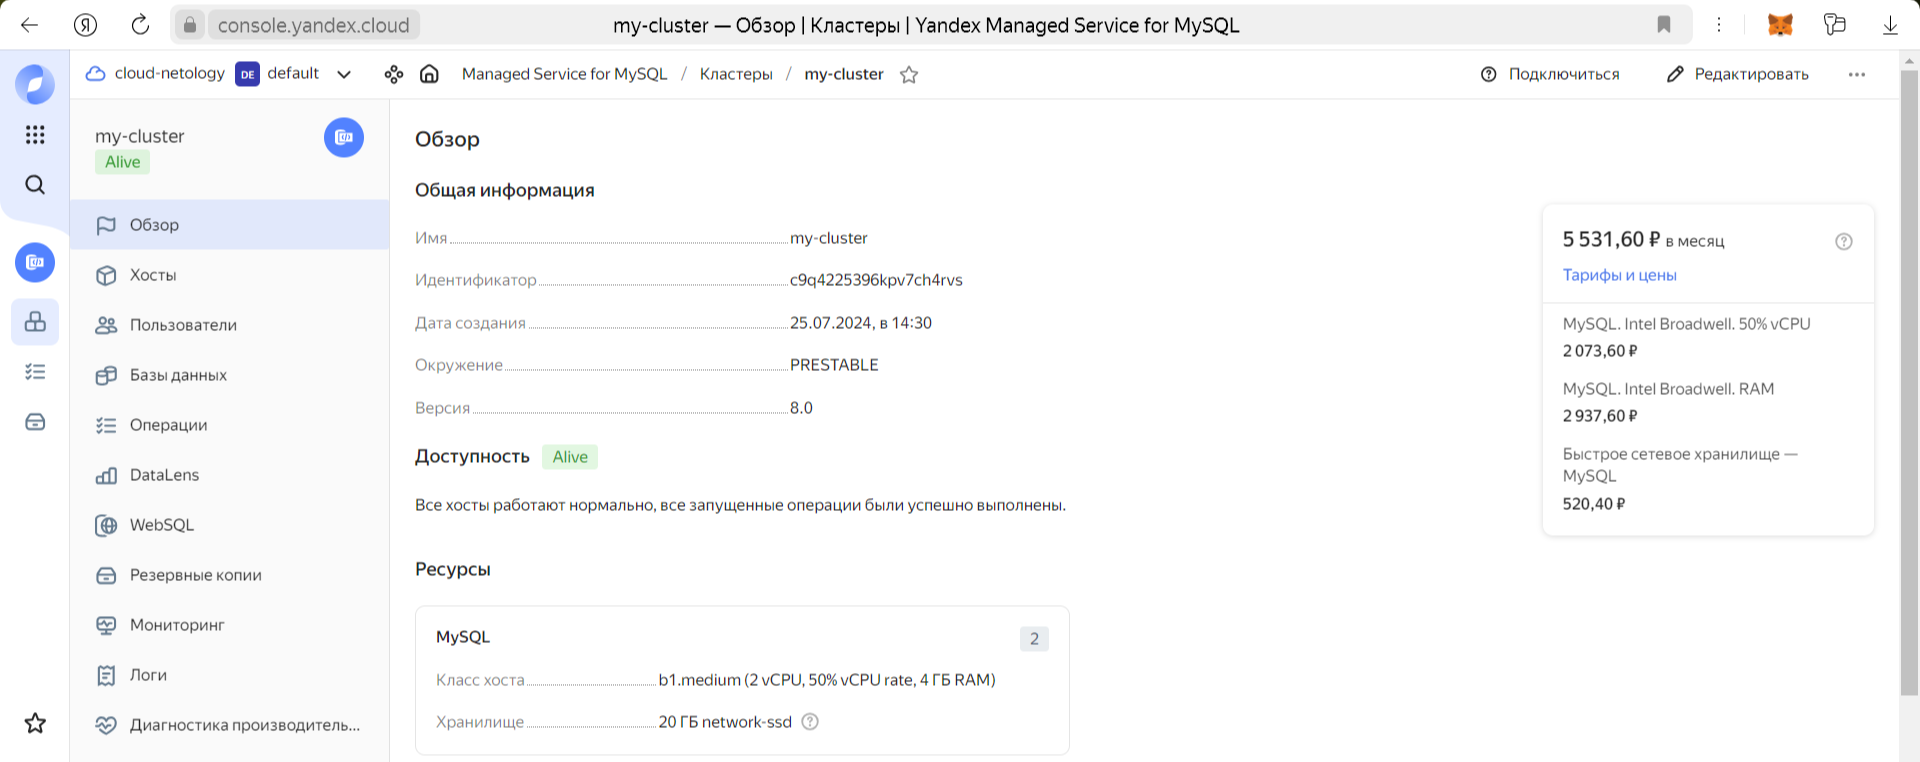 console.yandex.cloud
my-cluster — Обзор | Кластеры | Yandex Managed Service for MySQL
cloud-netology DE default
Managed Service for MySQL / Кластеры / my-cluster
Подключиться
Редактировать
my-cluster
Alive
Обзор
Хосты
Пользователи
Базы данных
Операции
DataLens
WebSQL
Резервные копии
Мониторинг
Логи
Диагностика производитель...
Обзор
Общая информация
Имя my-cluster
Идентификатор c9q4225396kpv7ch4rvs
Дата создания 25.07.2024, в 14:30
Окружение PRESTABLE
Версия 8.0
Доступность Alive
Все хосты работают нормально, все запущенные операции были успешно выполнены.
Ресурсы
MySQL 2
Класс хоста b1.medium (2 vCPU, 50% vCPU rate, 4 ГБ RAM)
Хранилище 20 ГБ network-ssd
5 531,60 ₽ в месяц
Тарифы и цены
MySQL. Intel Broadwell. 50% vCPU
2 073,60 ₽
MySQL. Intel Broadwell. RAM
2 937,60 ₽
Быстрое сетевое хранилище —
MySQL
520,40 ₽